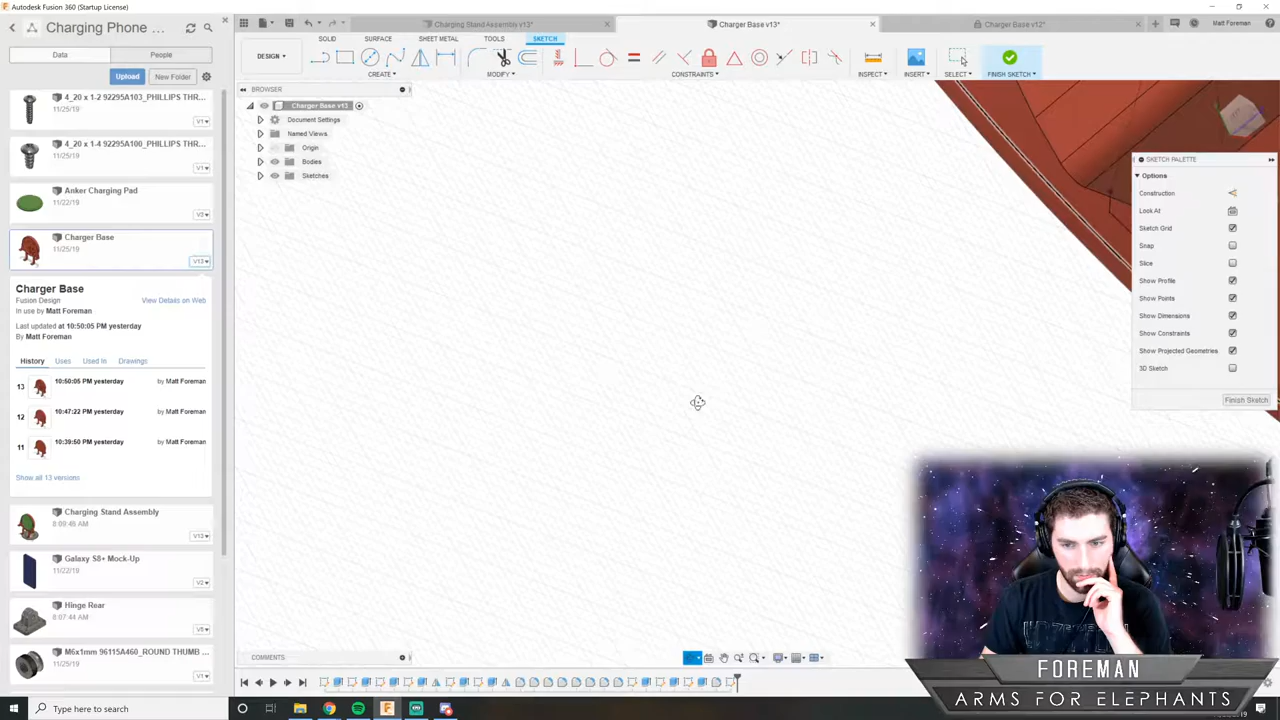 Autodesk Fusion 360 (Startup License)
Charging Phone ...
Charging Stand Assembly v13*
Charger Base v13*
Charger Base v12*
Matt Foreman
Data
People
Upload
New Folder
SOLID
SURFACE
SHEET METAL
TOOLS
SKETCH
DESIGN
CREATE
MODIFY
CONSTRAINTS
INSPECT
INSERT
SELECT
FINISH SKETCH
4_20 x 1-2 92295A103_PHILLIPS THR...
11/25/19
V1
4_20 x 1-4 92295A100_PHILLIPS THR...
11/25/19
V1
Anker Charging Pad
11/22/19
Charger Base
11/25/19
V13
Charger Base
Fusion Design
View Details on Web
In use by Matt Foreman
Last updated at 10:50:05 PM yesterday
By Matt Foreman
History
Uses
Used In
Drawings
13
10:50:05 PM yesterday
by Matt Foreman
12
10:47:22 PM yesterday
by Matt Foreman
11
10:39:50 PM yesterday
by Matt Foreman
Show all 13 versions
Charging Stand Assembly
V13
Galaxy S8+ Mock-Up
11/22/19
V2
Hinge Rear
8:07:44 AM
M6x1mm 96115A460_ROUND THUMB ...
11/25/19
V1
BROWSER
Charger Base v13
Document Settings
Named Views
Origin
Bodies
Sketches
SKETCH PALETTE
Options
Construction
Look At
Sketch Grid
Snap
Slice
Show Profile
Show Points
Show Dimensions
Show Constraints
Show Projected Geometries
3D Sketch
Finish Sketch
COMMENTS
FOREMAN
ARMS FOR ELEPHANTS
Type here to search